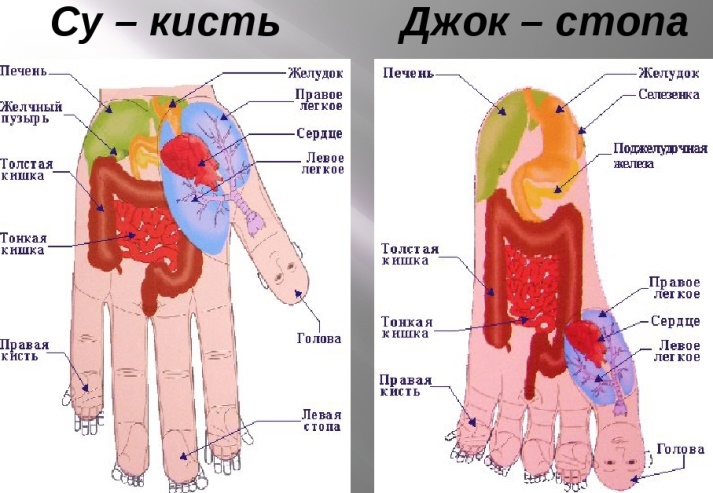 Су – кисть
Джок – стопа
Печень
Желчный
пузырь
Толстая
кишка
Тонкая
кишка
Правая
кисть
Желудок
Правое
легкое
Сердце
Левое
легкое
Голова
Левая
стопа
Печень
Толстая
кишка
Тонкая
кишка
Правая
кисть
Желудок
Селезенка
Поджелудочная
железа
Правое
легкое
Сердце
Левое
легкое
Голова